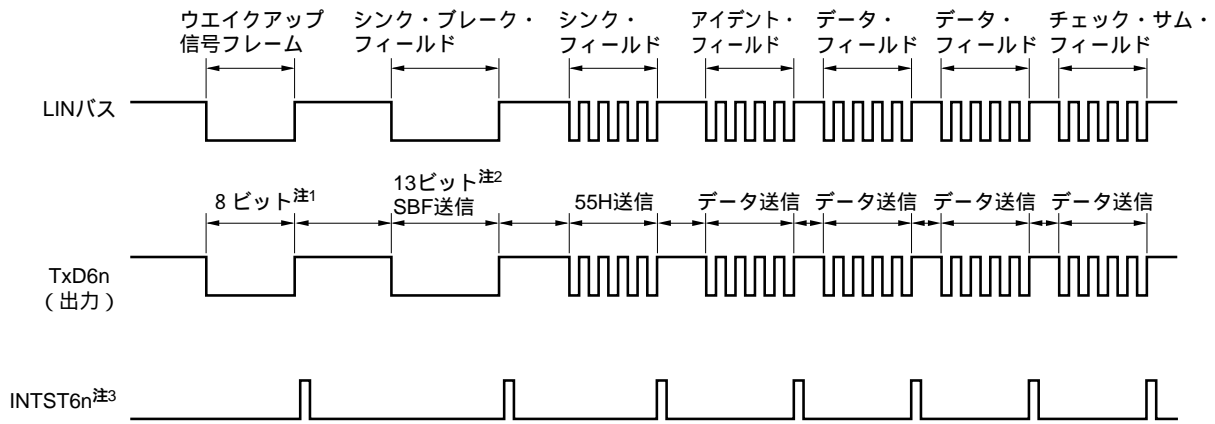 ウエイクアップ
信号フレーム
シンク・ブレーク・
フィールド
シンク・
フィールド
アイデント・
フィールド
データ・
フィールド
データ・
フィールド
チェック・サム・
フィールド
LINバス
8 ビット注1
13ビット注2
SBF送信
55H送信
データ送信
データ送信
データ送信
データ送信
TxD6n
(出力)
INTST6n注3